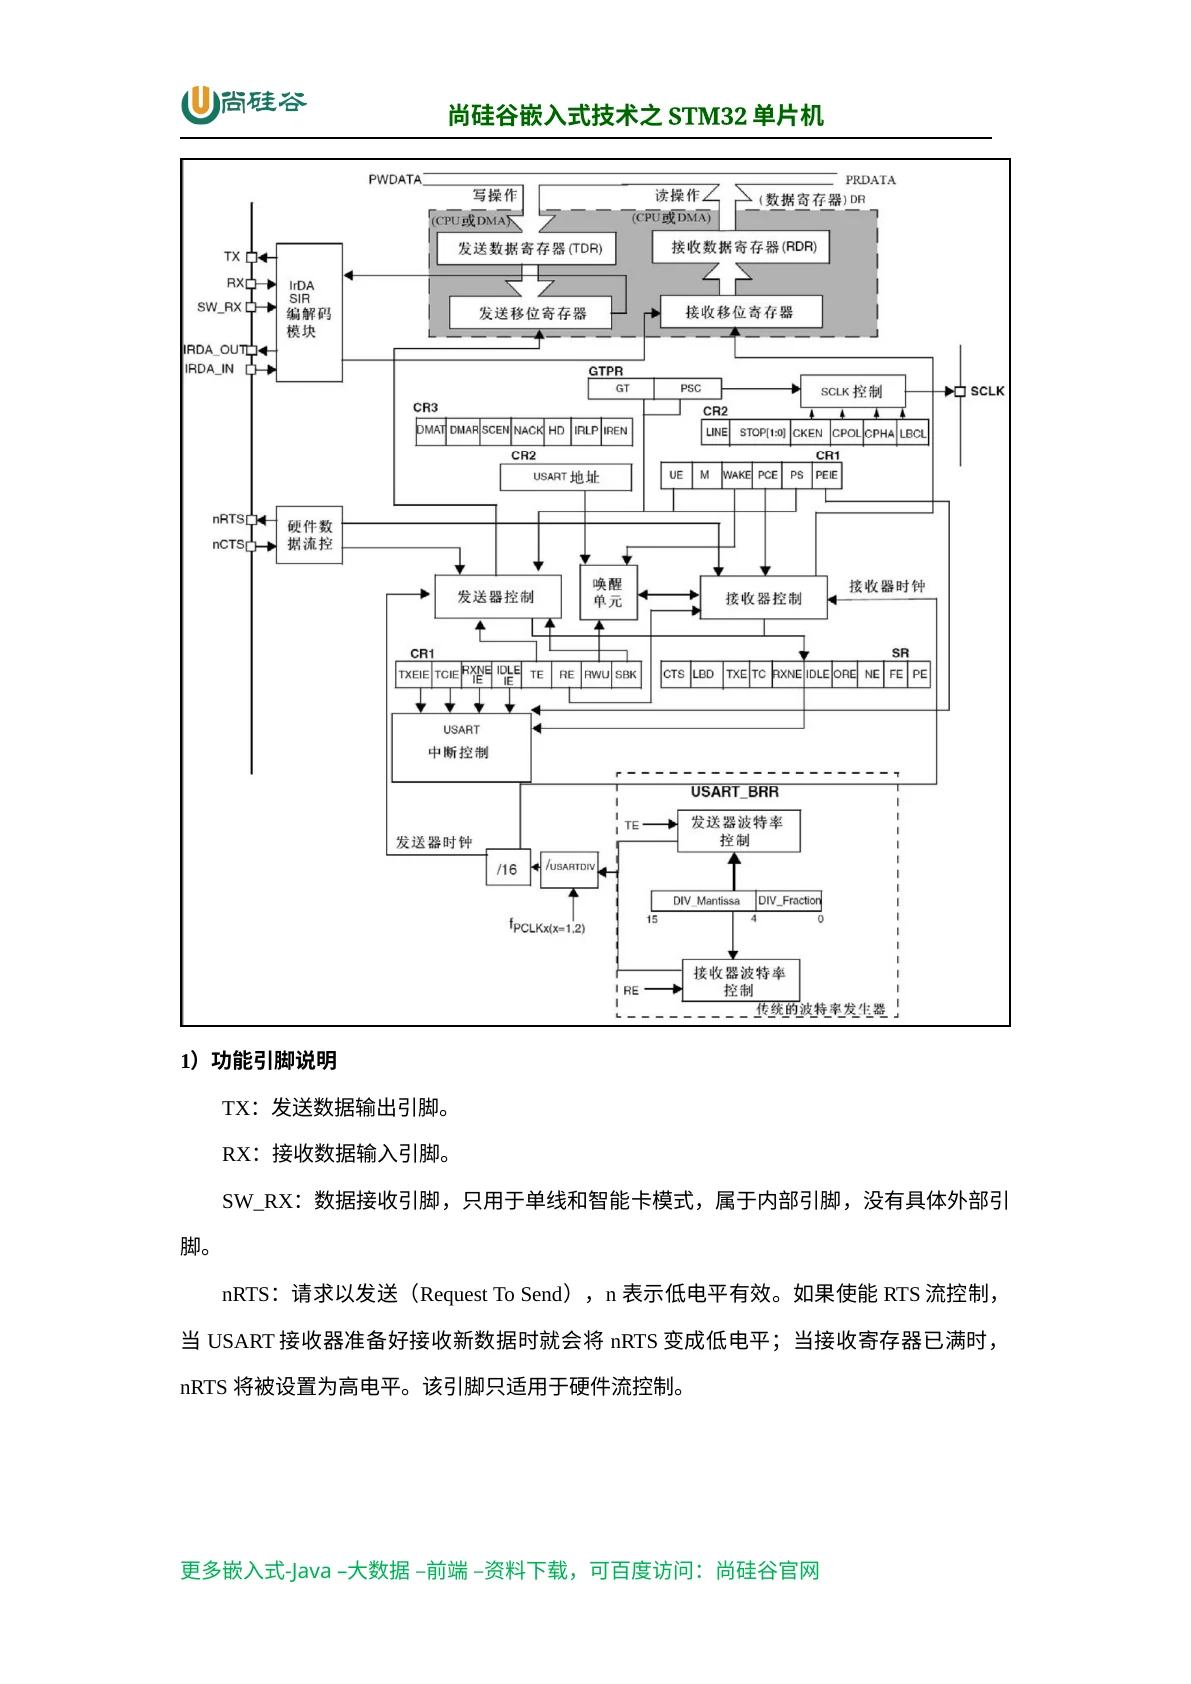 尚硅谷
尚硅谷嵌入式技术之 STM32 单片机
PWDATA
PRDATA
写操作
读操作
(数据寄存器) DR
(CPU或DMA)
(CPU或DMA)
发送数据寄存器(TDR)
接收数据寄存器(RDR)
TX
RX
SW_RX
IRDA_OUT
IRDA_IN
IrDA
SIR
编解码
模块
发送移位寄存器
接收移位寄存器
GTPR
GT
PSC
SCLK 控制
SCLK
CR3
DMAT DMAR SCEN NACK HD IRLP IREN
CR2
LINE STOP[1:0] CKEN CPOL CPHA LBCL
CR2
USART 地址
CR1
UE M WAKE PCE PS PEIE
nRTS
nCTS
硬件数
据流控
发送器控制
唤醒
单元
接收器控制
接收器时钟
CR1
TXEIE TCIE RXNE IE IDLE IE TE RE RWU SBK
SR
CTS LBD TXE TC RXNE IDLE ORE NE FE PE
USART
中断控制
USART_BRR
TE
发送器波特率
控制
发送器时钟
/16
/USARTDIV
fPCLKx(x=1,2)
DIV_Mantissa DIV_Fraction
15 4 0
RE
接收器波特率
控制
传统的波特率发生器
1）功能引脚说明
TX：发送数据输出引脚。
RX：接收数据输入引脚。
SW_RX：数据接收引脚，只用于单线和智能卡模式，属于内部引脚，没有具体外部引
脚。
nRTS：请求以发送（Request To Send），n 表示低电平有效。如果使能 RTS 流控制，
当 USART 接收器准备好接收新数据时就会将 nRTS 变成低电平；当接收寄存器已满时，
nRTS 将被设置为高电平。该引脚只适用于硬件流控制。
更多嵌入式-Java –大数据 –前端 –资料下载，可百度访问：尚硅谷官网